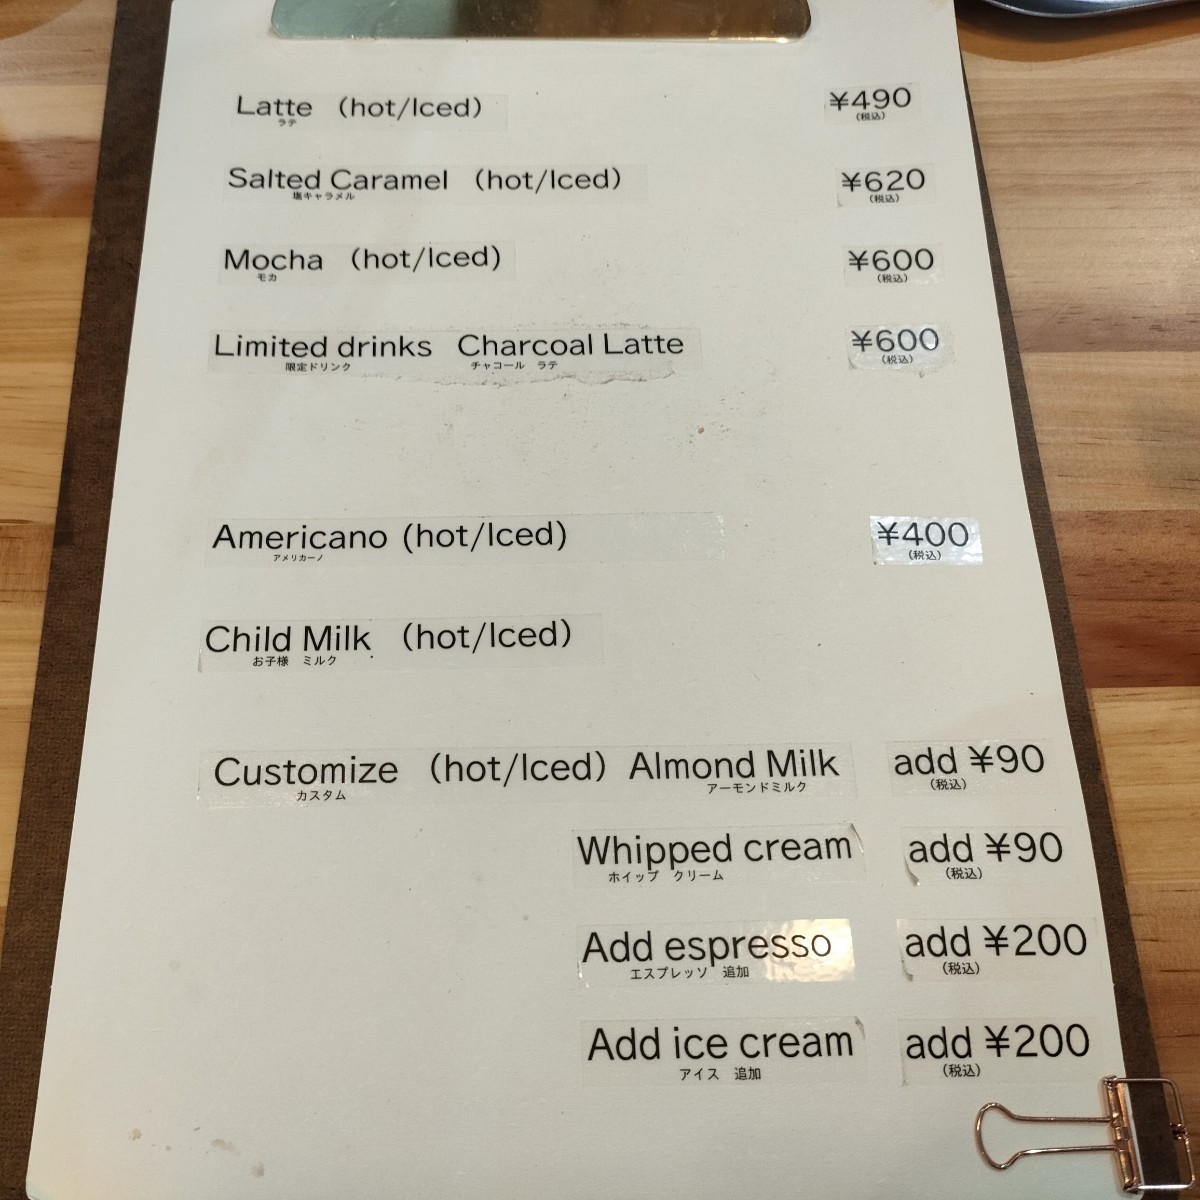 Latte (hot/Iced) ¥490
ラテ (税込)
Salted Caramel (hot/Iced) ¥620
塩キャラメル (税込)
Mocha (hot/Iced) ¥600
モカ (税込)
Limited drinks Charcoal Latte ¥600
限定ドリンク チャコール ラテ (税込)
Americano (hot/Iced) ¥400
アメリカーノ (税込)
Child Milk (hot/Iced)
お子様 ミルク
Customize (hot/Iced) Almond Milk add ¥90
カスタム アーモンドミルク (税込)
Whipped cream add ¥90
ホイップ クリーム (税込)
Add espresso add ¥200
エスプレッソ 追加 (税込)
Add ice cream add ¥200
アイス 追加 (税込)